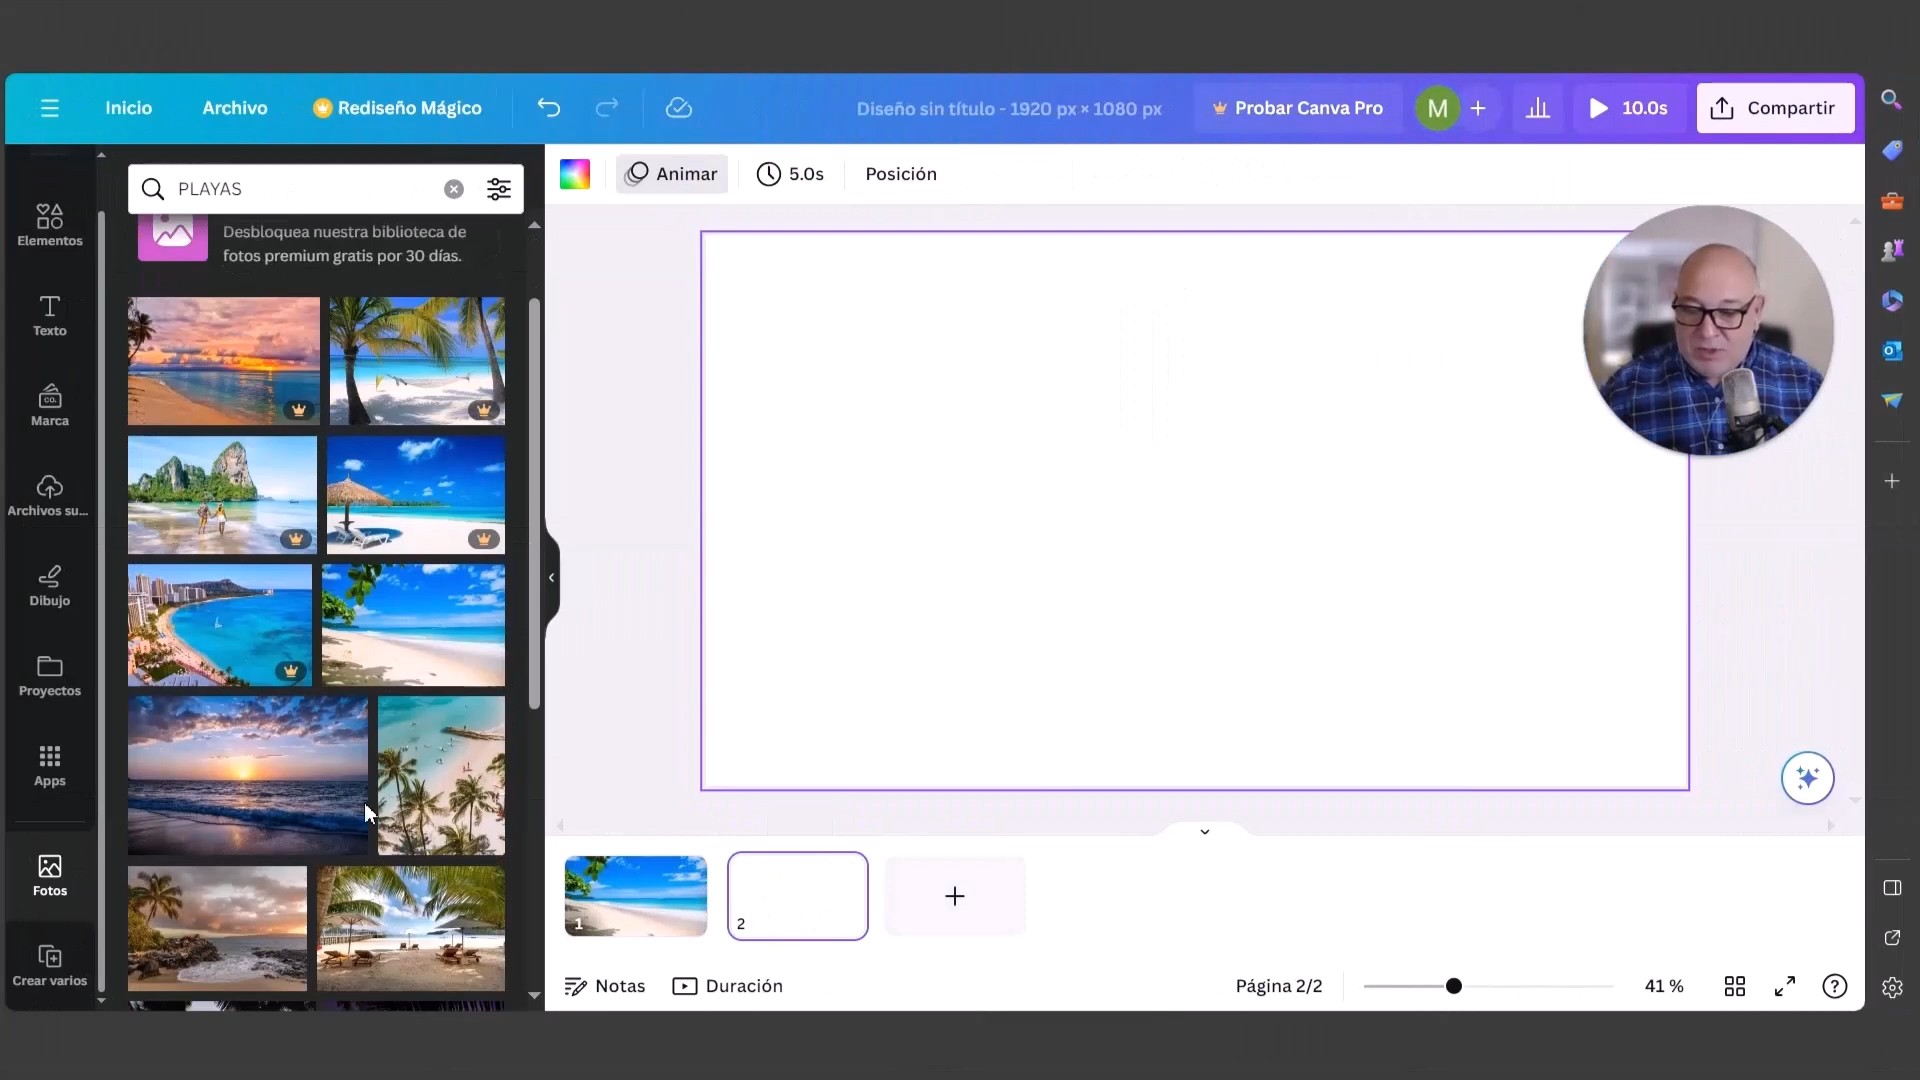 Inicio
Archivo
Rediseño Mágico
Diseño sin título - 1920 px × 1080 px
Probar Canva Pro
M
10.0s
Compartir
PLAYAS
Animar
5.0s
Posición
Desbloquea nuestra biblioteca de
fotos premium gratis por 30 días.
Elementos
Texto
CO.
Marca
Archivos su...
Dibujo
Proyectos
Apps
Fotos
Crear varios
1
2
Notas
Duración
Página 2/2
41 %